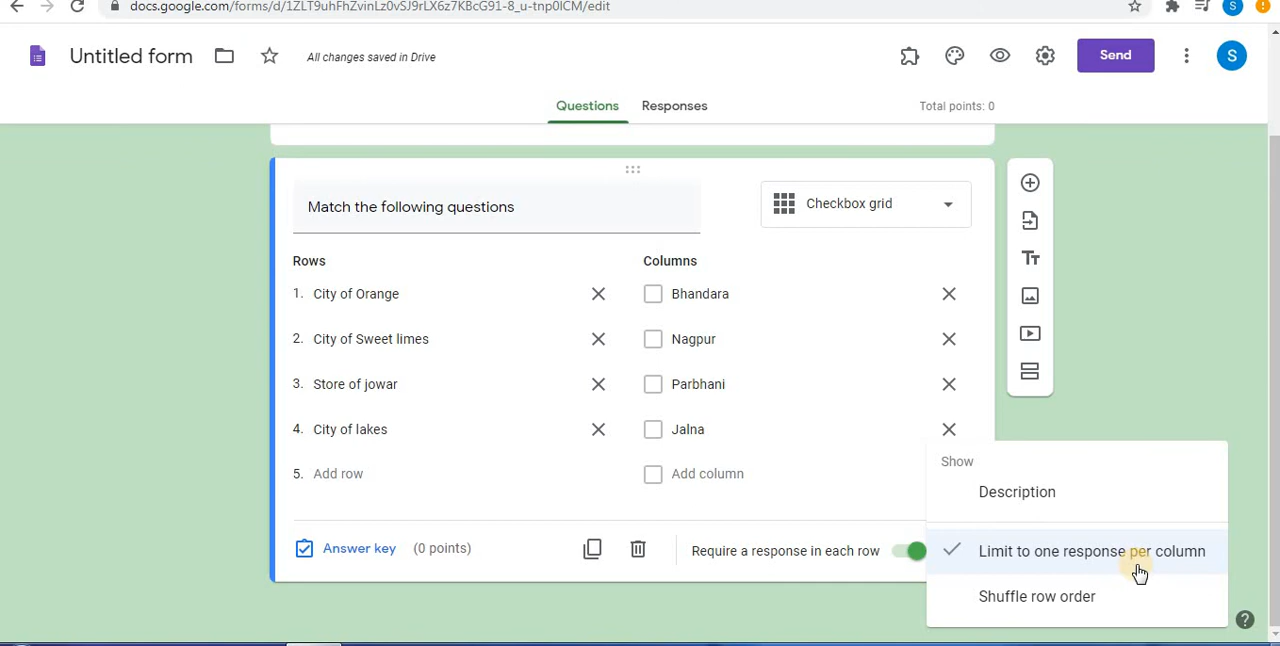 docs.google.com/forms/d/1ZLT9uhFhZvinLz0vSJ9rLX6z7KBcG91-8_u-tnp0ICM/edit
S
Untitled form
All changes saved in Drive
Send
S
Questions
Responses
Total points: 0
Match the following questions
Checkbox grid
Rows
Columns
1. City of Orange
Bhandara
2. City of Sweet limes
Nagpur
3. Store of jowar
Parbhani
4. City of lakes
Jalna
5. Add row
Add column
Show
Description
Answer key (0 points)
Require a response in each row
Limit to one response per column
Shuffle row order